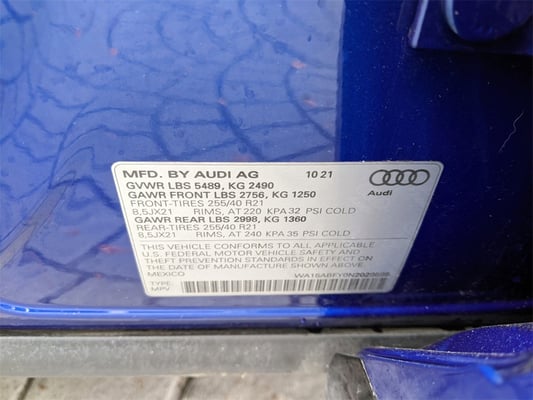 MFD. BY AUDI AG 10 21
GVWR LBS 5489, KG 2490
GAWR FRONT LBS 2756, KG 1250
FRONT-TIRES 255/40 R21
8,5JX21 RIMS, AT 220 KPA 32 PSI COLD
GAWR REAR LBS 2998, KG 1360
REAR-TIRES 255/40 R21
8,5JX21 RIMS, AT 240 KPA 35 PSI COLD
THIS VEHICLE CONFORMS TO ALL APPLICABLE
U.S. FEDERAL MOTOR VEHICLE SAFETY AND
THEFT PREVENTION STANDARDS IN EFFECT ON
THE DATE OF MANUFACTURE SHOWN ABOVE.
MEXICO
TYPE:
MPV
Audi